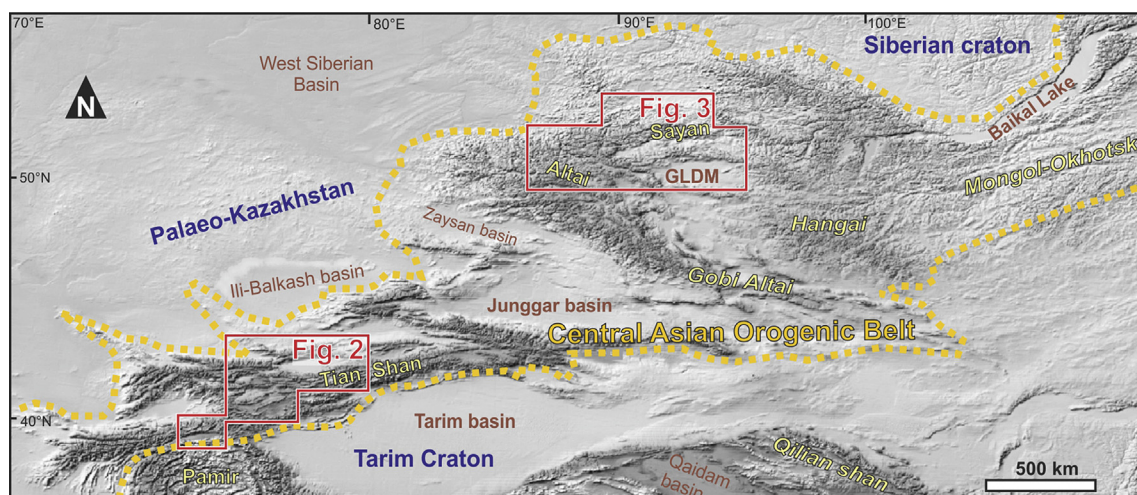 70°E
80°E
90°E
100°E
Siberian craton
West Siberian
Basin
N
Fig. 3
Sayan
Baikal Lake
Altai
GLDM
50°N
Mongol-Okhotsk
Palaeo-Kazakhstan
Zaysan basin
Hangai
Ili-Balkash basin
Gobi Altai
Junggar basin
Central Asian Orogenic Belt
Fig. 2
Tian Shan
40°N
Tarim basin
Tarim Craton
Pamir
Qaidam
basin
Qilian shan
500 km